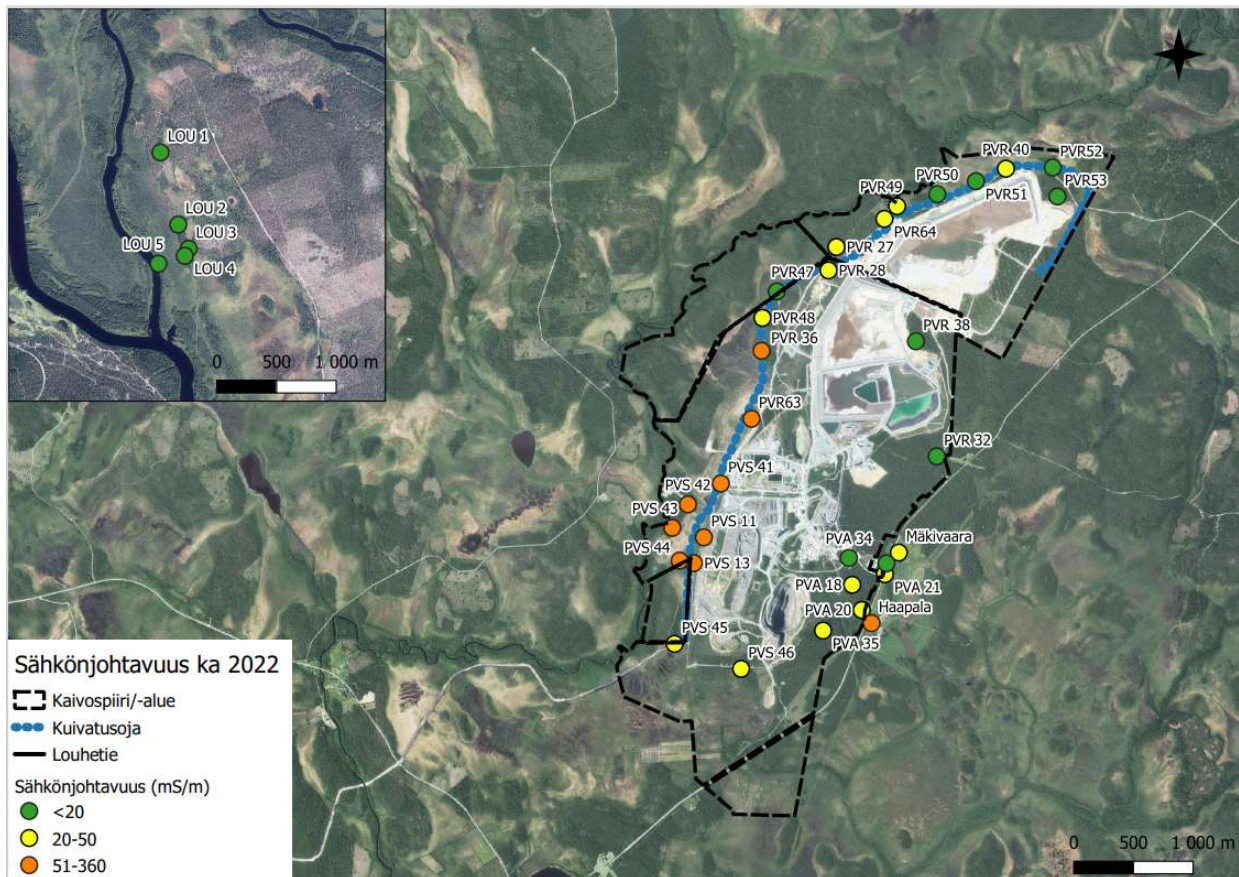 LOU 1
LOU 2
LOU 3
LOU 5
LOU 4
0 500 1 000 m
PVR 40
PVR52
PVR50
PVR53
PVR49
PVR51
PVR64
PVR 27
PVR 28
PVR47
PVR48
PVR 38
PVR 36
PVR63
PVR 32
PVS 41
PVS 42
PVS 43
PVS 11
PVS 44
PVS 13
PVA 34
Mäkivaara
PVA 18
PVA 21
PVA 20
Haapala
PVA 35
PVS 45
PVS 46
Sähkönjohtavuus ka 2022
Kaivospiiri/-alue
Kuivatusoja
Louhetie
Sähkönjohtavuus (mS/m)
<20
20-50
51-360
0 500 1 000 m